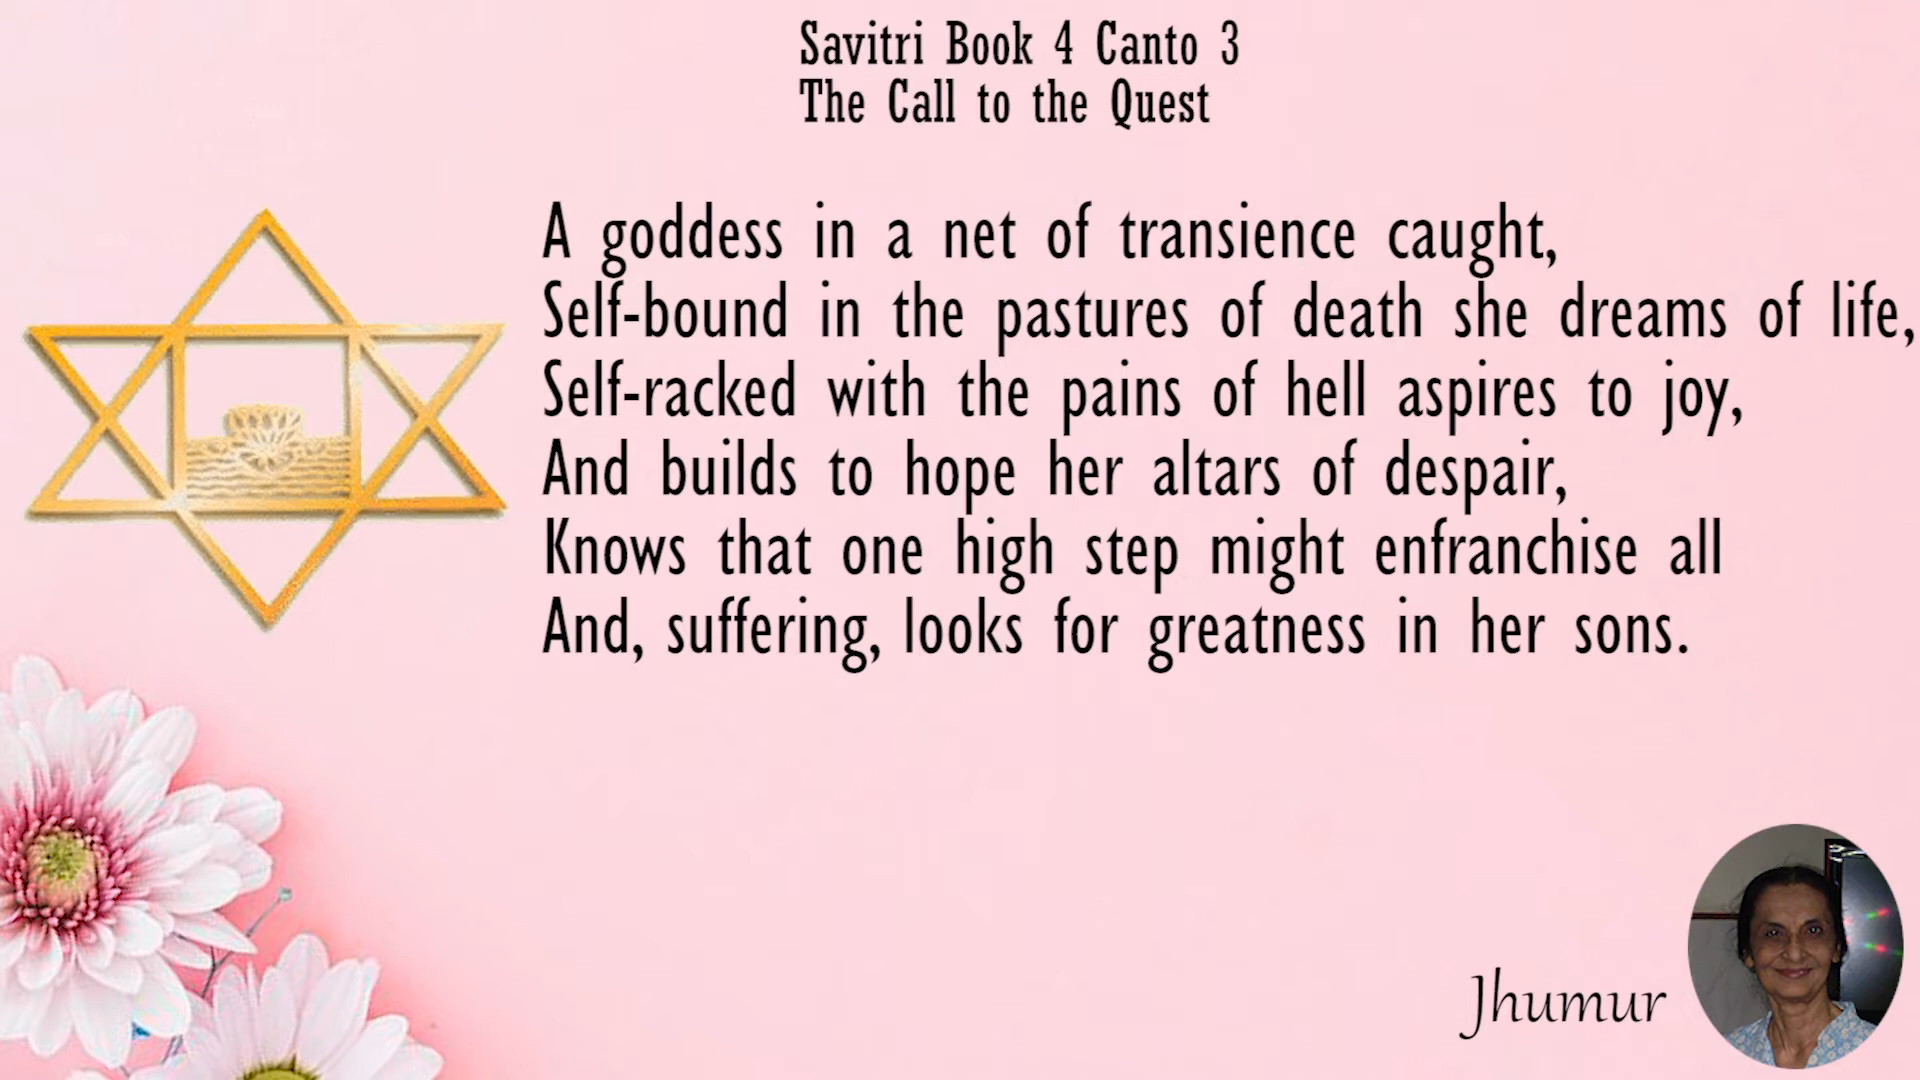 Savitri Book 4 Canto 3
The Call to the Quest
A goddess in a net of transience caught,
Self-bound in the pastures of death she dreams of life,
Self-racked with the pains of hell aspires to joy,
And builds to hope her altars of despair,
Knows that one high step might enfranchise all
And, suffering, looks for greatness in her sons.
Jhumur